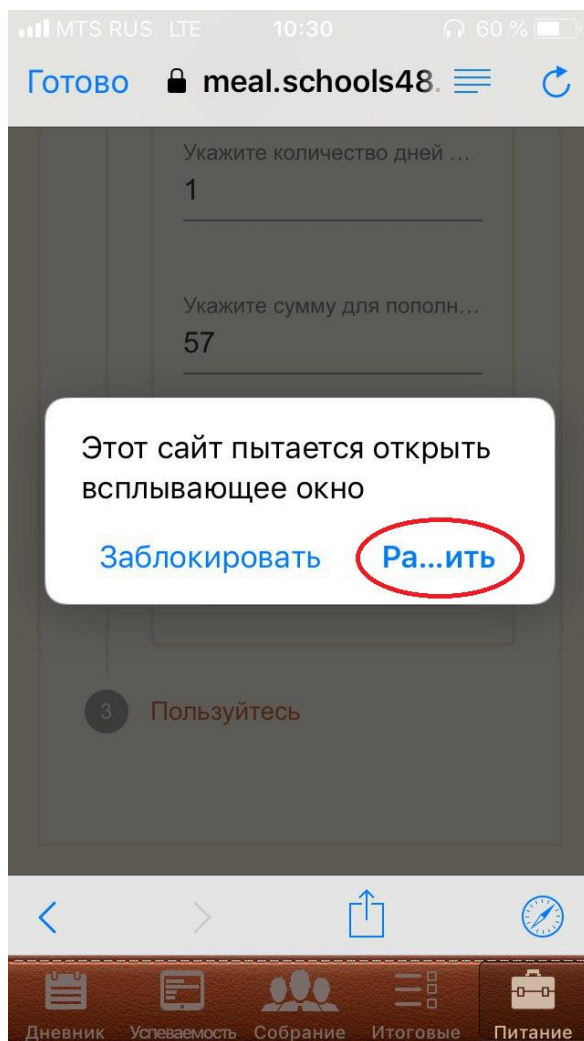 MTS RUS LTE 10:30 60 %
Готово meal.schools48.
Укажите количество дней ...
1
Укажите сумму для пополн...
57
Этот сайт пытается открыть
всплывающее окно
Заблокировать Ра...ить
3 Пользуйтесь
Дневник Успеваемость Собрание Итоговые Питание